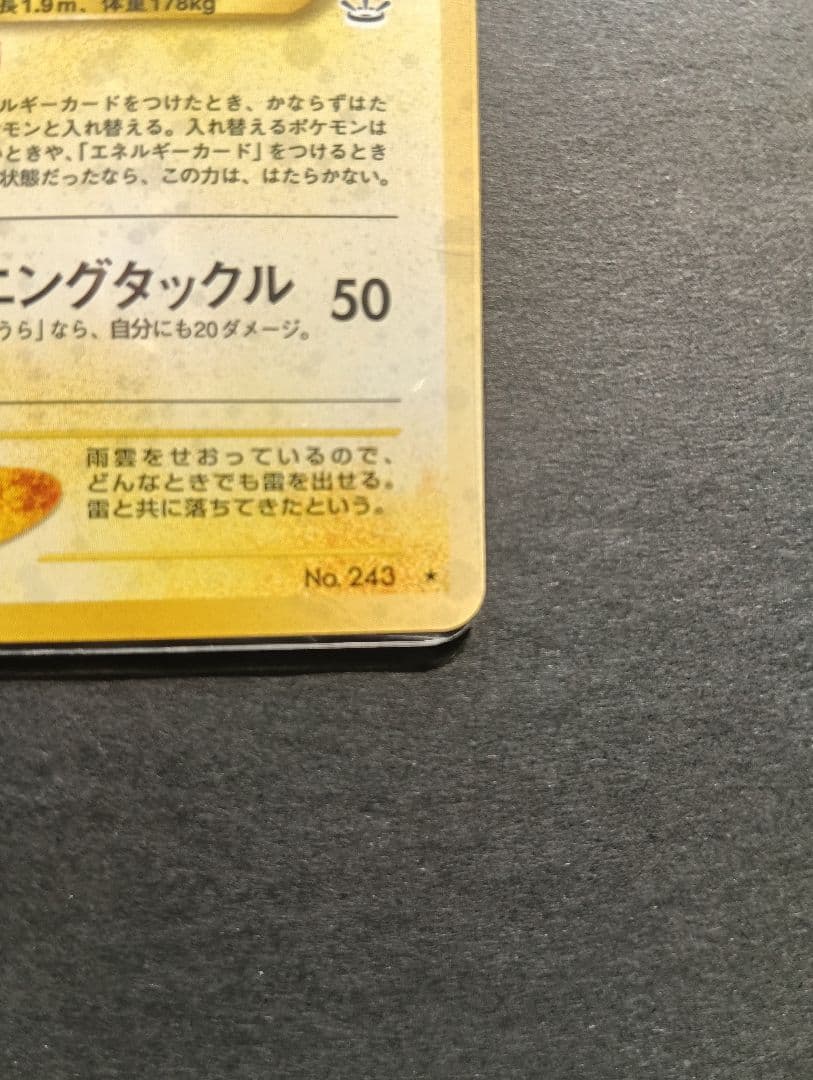 長1.9m、体重178kg
ルギーカードをつけたとき、かならずはた
モンと入れ替える。入れ替えるポケモンは
ときや、「エネルギーカード」をつけるとき
状態だったなら、この力は、はたらかない。
ニングタックル 50
うら」なら、自分にも20ダメージ。
雨雲をせおっているので、
どんなときでも雷を出せる。
雷と共に落ちてきたという。
No. 243 ★